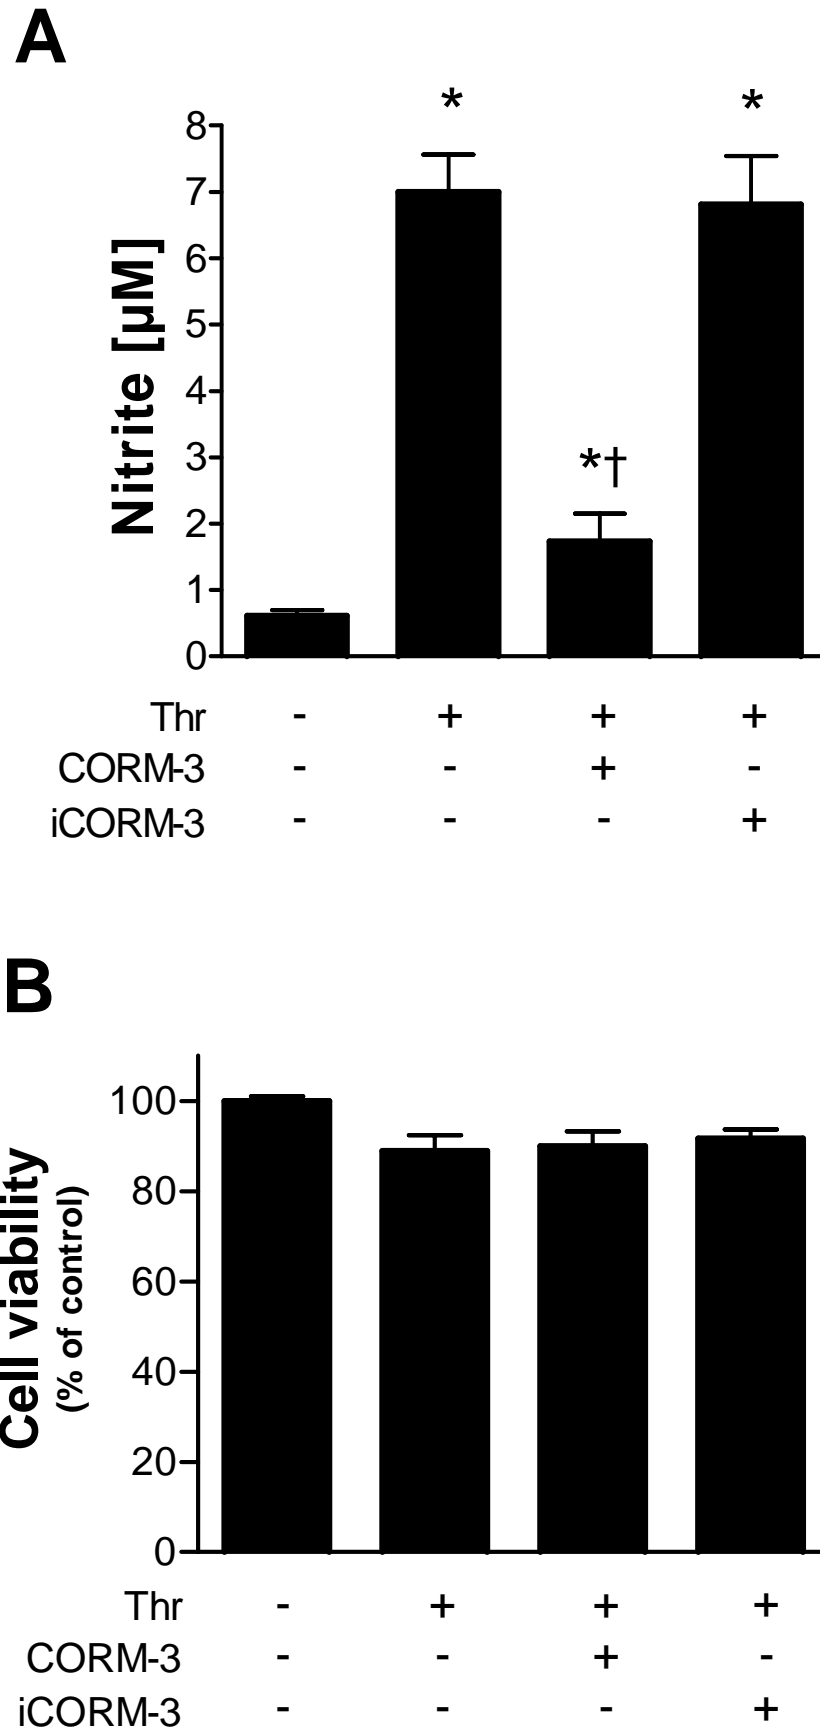 A
* *
8
7
6
5
4
3
2
1
0
Nitrite [µM]
*†
Thr - + + +
CORM-3 - - + -
iCORM-3 - - - +
B
100
80
60
40
20
0
Cell viability
(% of control)
Thr - + + +
CORM-3 - - + -
iCORM-3 - - - +